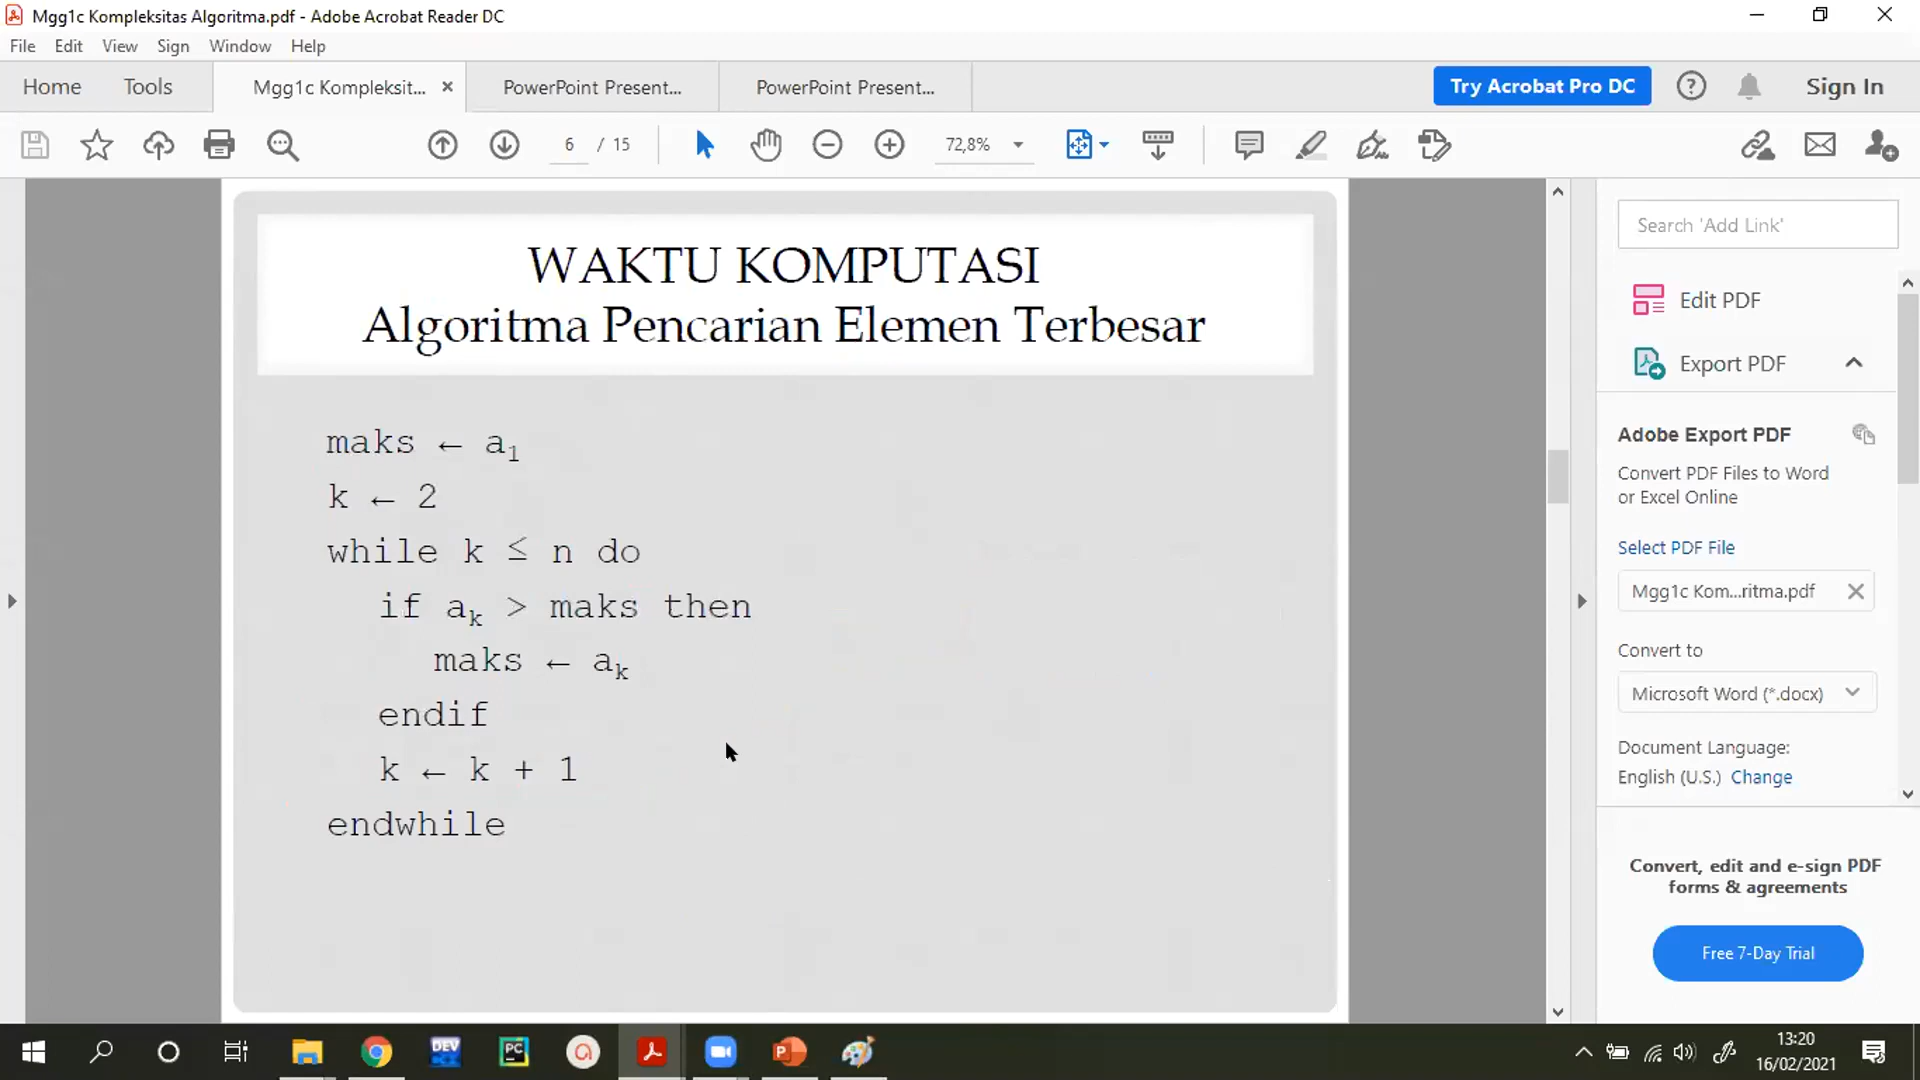 Mgg1c Kompleksitas Algoritma.pdf - Adobe Acrobat Reader DC
File Edit View Sign Window Help
Home Tools Mgg1c Kompleksit... × PowerPoint Present... PowerPoint Present... Try Acrobat Pro DC Sign In
6 / 15 72,8%
WAKTU KOMPUTASI
Algoritma Pencarian Elemen Terbesar
maks ← a₁
k ← 2
while k ≤ n do
if aₖ > maks then
maks ← aₖ
endif
k ← k + 1
endwhile
Search 'Add Link'
Edit PDF
Export PDF
Adobe Export PDF
Convert PDF Files to Word
or Excel Online
Select PDF File
Mgg1c Kom...ritma.pdf
Convert to
Microsoft Word (*.docx)
Document Language:
English (U.S.) Change
Convert, edit and e-sign PDF
forms & agreements
Free 7-Day Trial
DEV
PC
13:20
16/02/2021